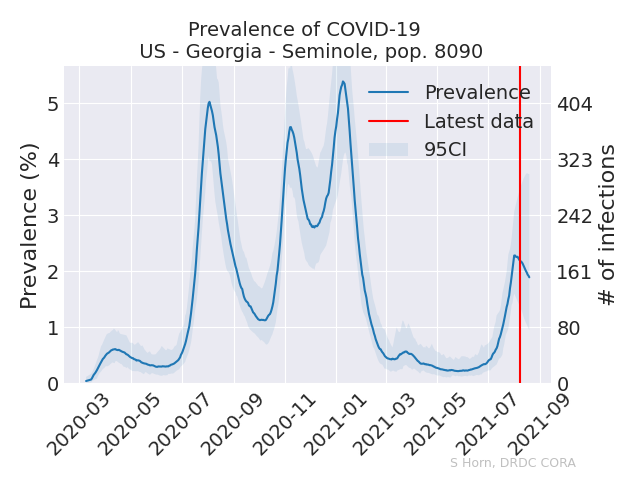 Prevalence of COVID-19
US - Georgia - Seminole, pop. 8090
Prevalence
Latest data
95CI
Prevalence (%)
5
4
3
2
1
0
404
323
242
161
80
0
# of infections
2020-03
2020-05
2020-07
2020-09
2020-11
2021-01
2021-03
2021-05
2021-07
2021-09
S Horn, DRDC CORA